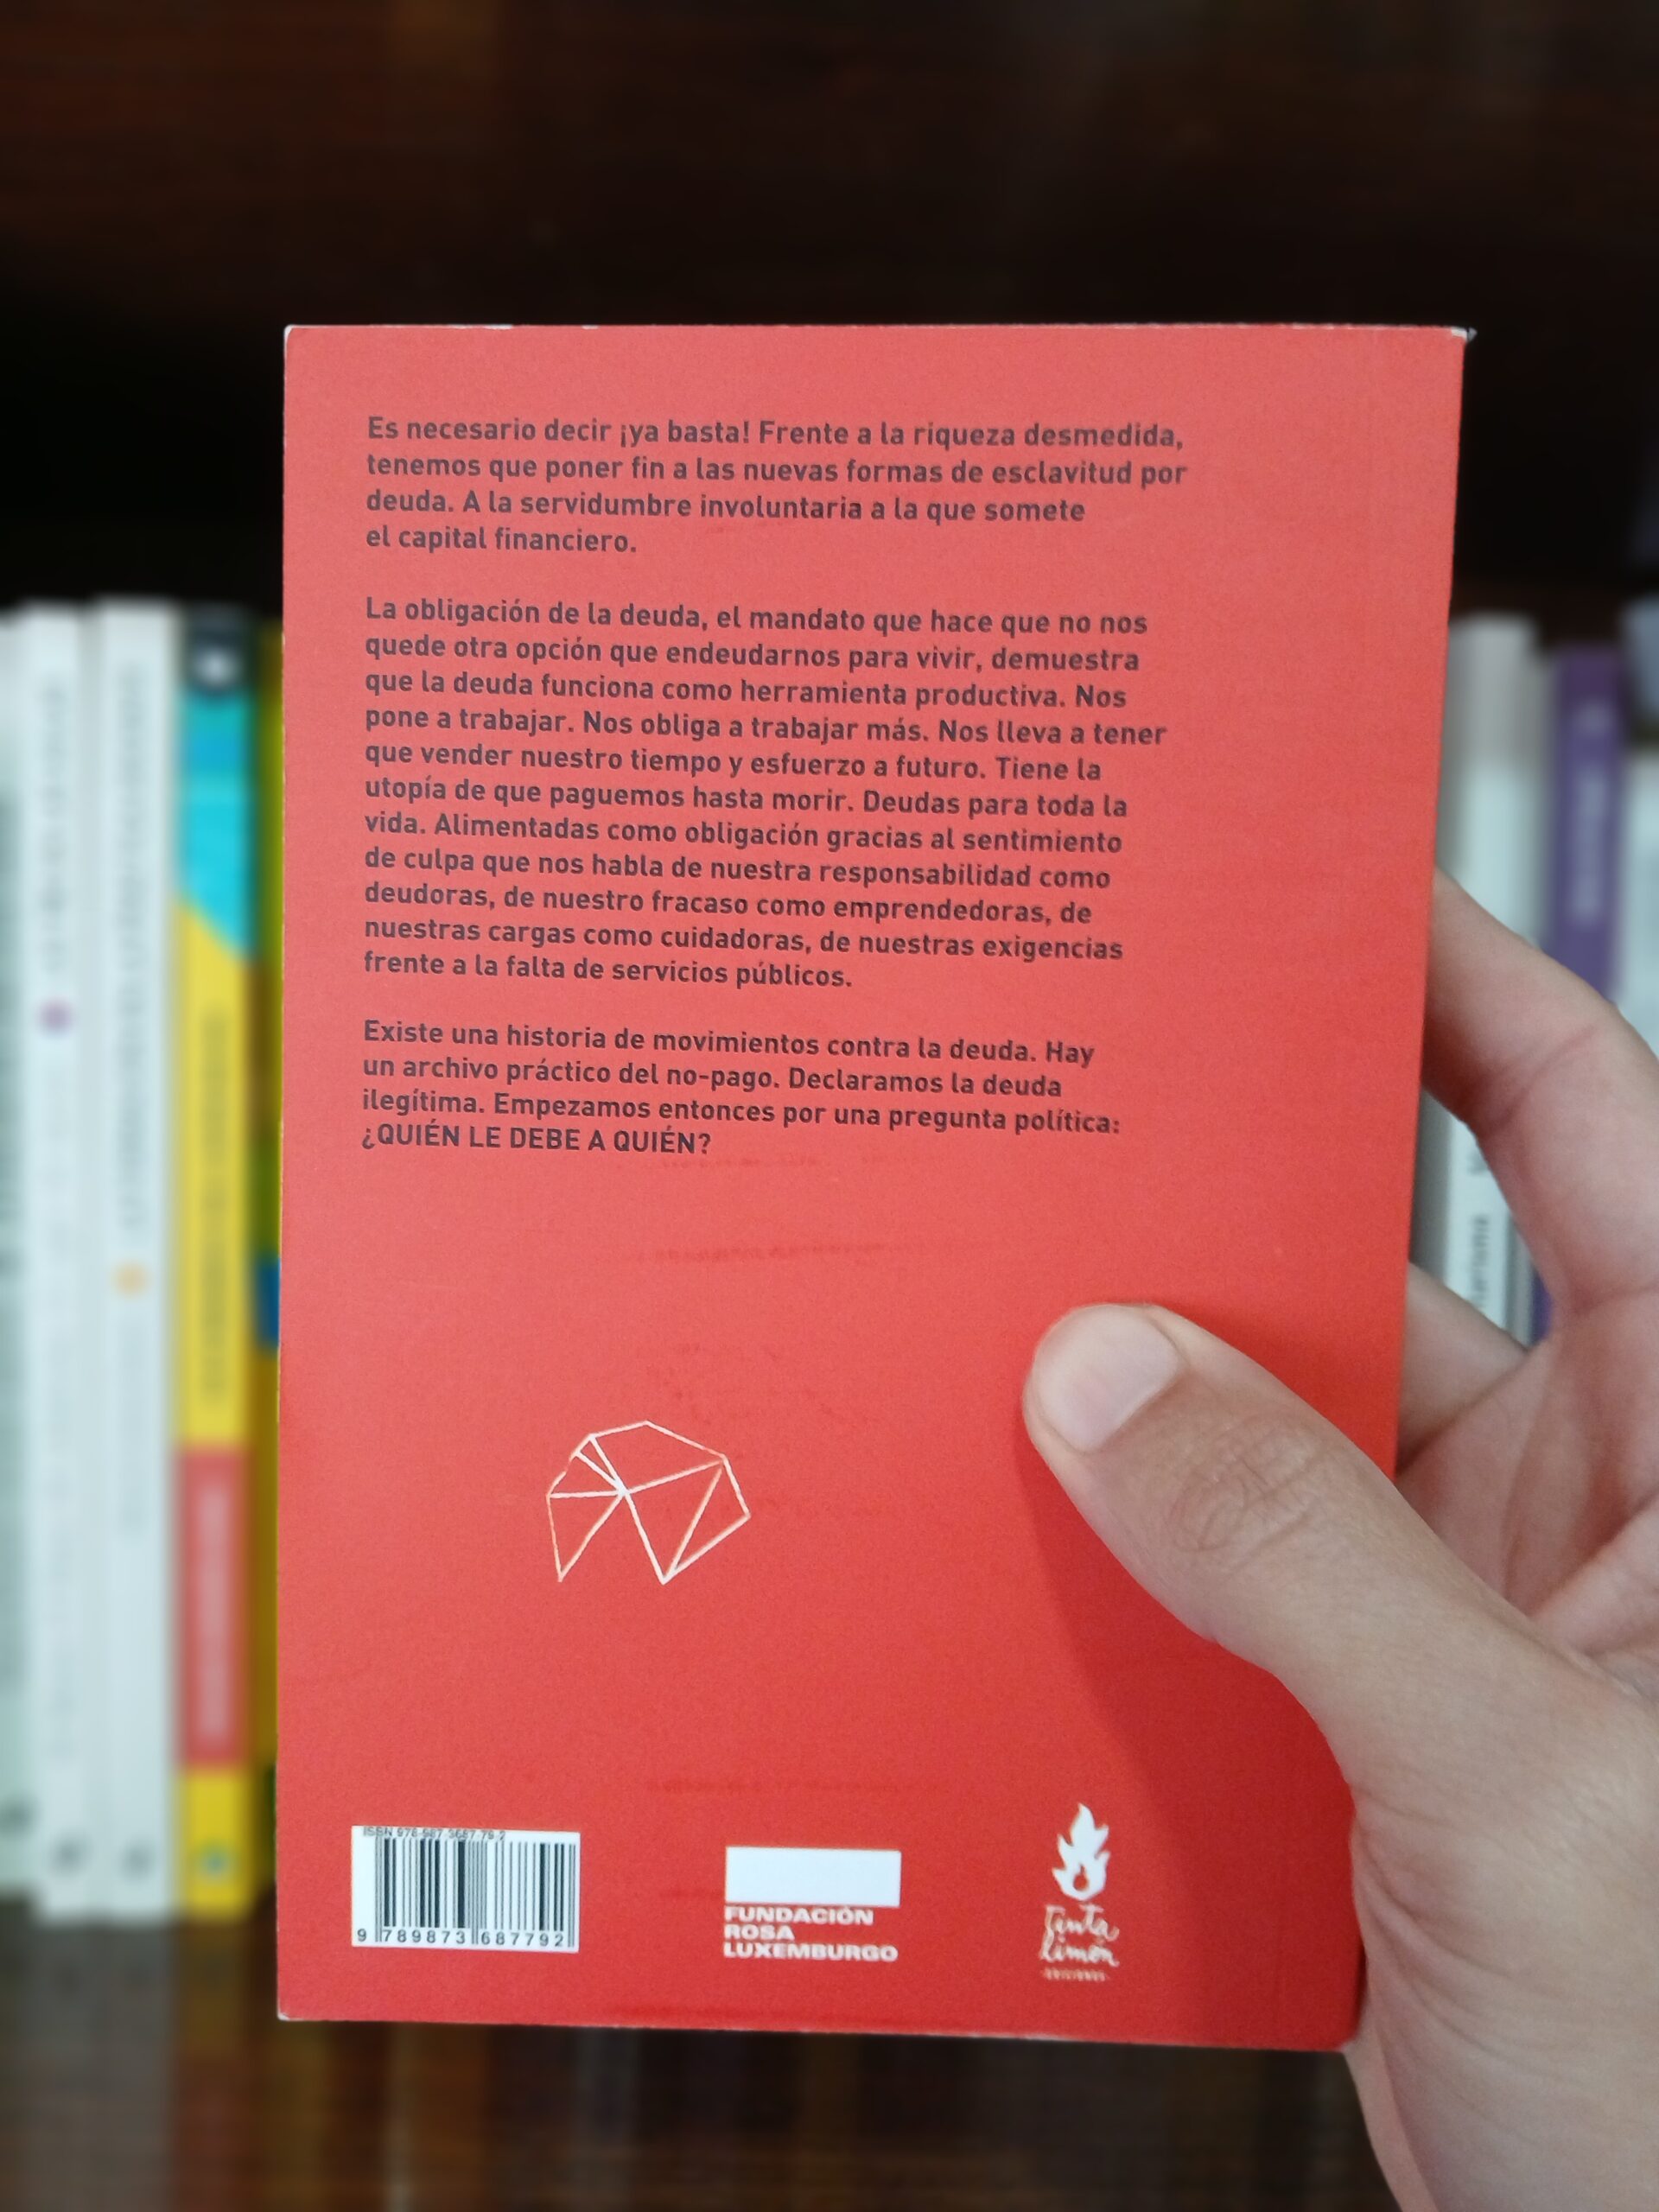 Es necesario decir ¡ya basta! Frente a la riqueza desmedida,
tenemos que poner fin a las nuevas formas de esclavitud por
deuda. A la servidumbre involuntaria a la que somete
el capital financiero.
La obligación de la deuda, el mandato que hace que no nos
quede otra opción que endeudarnos para vivir, demuestra
que la deuda funciona como herramienta productiva. Nos
pone a trabajar. Nos obliga a trabajar más. Nos lleva a tener
que vender nuestro tiempo y esfuerzo a futuro. Tiene la
utopía de que paguemos hasta morir. Deudas para toda la
vida. Alimentadas como obligación gracias al sentimiento
de culpa que nos habla de nuestra responsabilidad como
deudoras, de nuestro fracaso como emprendedoras, de
nuestras cargas como cuidadoras, de nuestras exigencias
frente a la falta de servicios públicos.
Existe una historia de movimientos contra la deuda. Hay
un archivo práctico del no-pago. Declaramos la deuda
ilegítima. Empezamos entonces por una pregunta política:
¿QUIÉN LE DEBE A QUIÉN?
ISBN 978-987-3687-79-2
9 789873 687792
FUNDACIÓN
ROSA
LUXEMBURGO
tinta
limón
EDICIONES